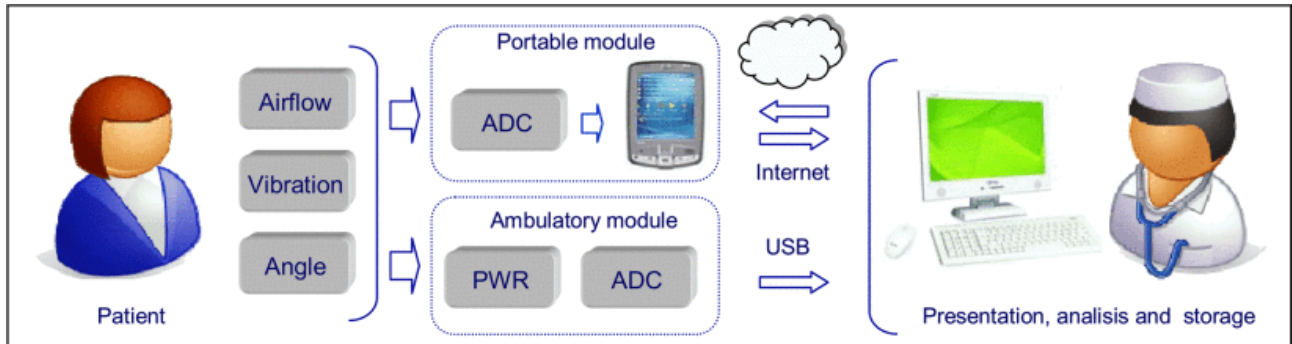 Patient
Airflow
Vibration
Angle
Portable module
ADC
Ambulatory module
PWR
ADC
Internet
USB
Presentation, analisis and storage